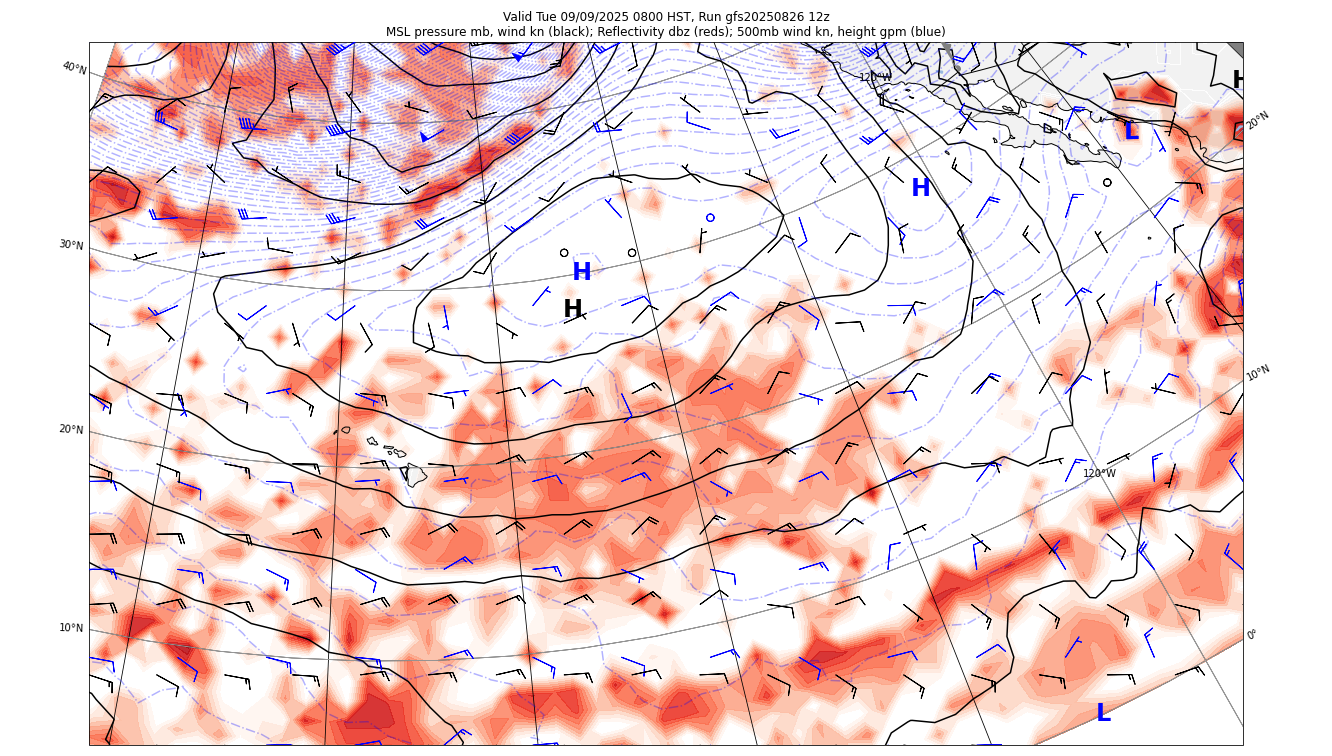 Valid Tue 09/09/2025 0800 HST, Run gfs20250826 12z
MSL pressure mb, wind kn (black); Reflectivity dbz (reds); 500mb wind kn, height gpm (blue)
40°N
120°W
H
20°N
L
H
30°N
H
H
10°N
20°N
120°W
10°N
0°
L